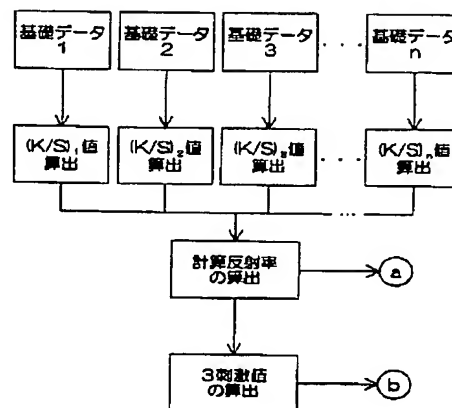 基礎データ
1
基礎データ
2
基礎データ
3
基礎データ
n
(K/S)₁値
算出
(K/S)₂値
算出
(K/S)₃値
算出
(K/S)ₙ値
算出
計算反射率
の算出
a
3刺激値
の算出
b